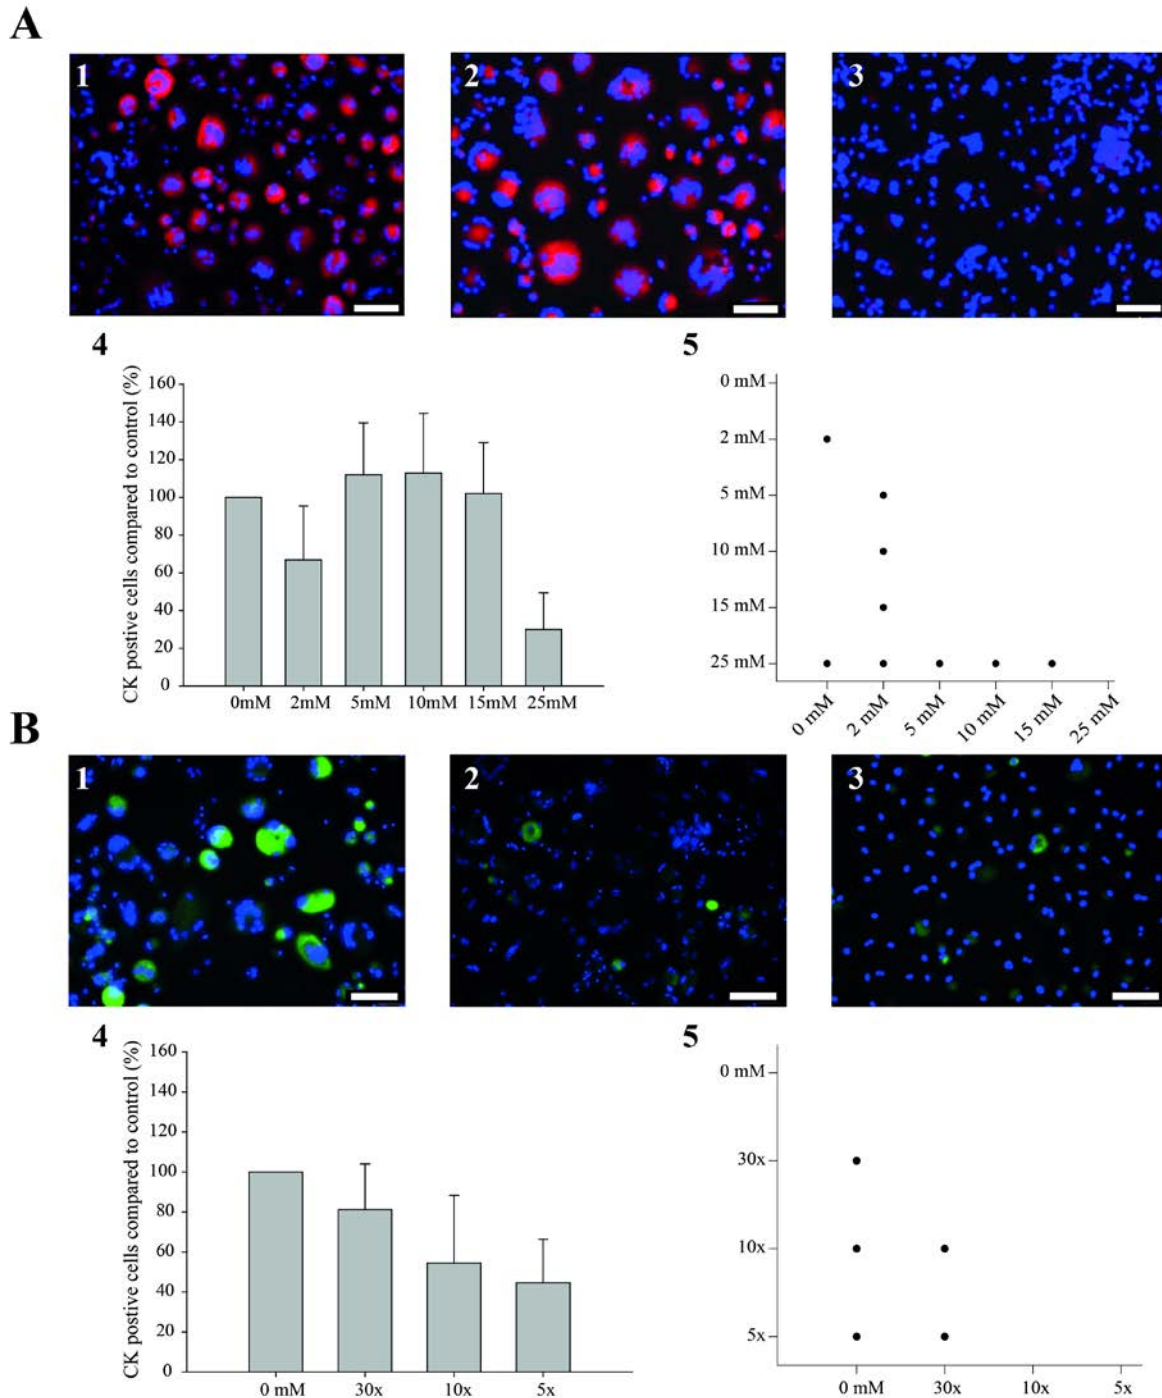 A
1
2
3
4
5
CK postive cells compared to control (%)
160
140
120
100
80
60
40
20
0
0mM 2mM 5mM 10mM 15mM 25mM
0 mM
2 mM
5 mM
10 mM
15 mM
25 mM
0 mM 2 mM 5 mM 10 mM 15 mM 25 mM
B
1
2
3
4
5
CK postive cells compared to control (%)
160
140
120
100
80
60
40
20
0
0 mM 30x 10x 5x
0 mM
30x
10x
5x
0 mM 30x 10x 5x